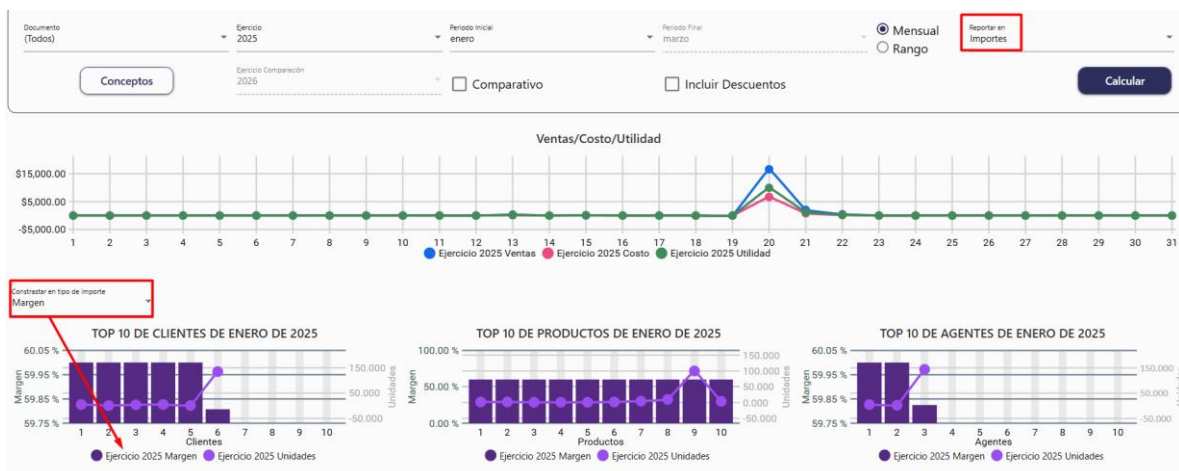 Documento
(Todos)
Ejercicio
2025
Periodo Inicial
enero
Periodo Final
marzo
Mensual
Rango
Reportar en
Importes
Conceptos
Ejercicio Comparación
2026
Comparativo
Incluir Descuentos
Calcular
Ventas/Costo/Utilidad
$15,000.00
$5,000.00
-$5,000.00
1 2 3 4 5 6 7 8 9 10 11 12 13 14 15 16 17 18 19 20 21 22 23 24 25 26 27 28 29 30 31
Ejercicio 2025 Ventas Ejercicio 2025 Costo Ejercicio 2025 Utilidad
Constrastar en tipo de importe
Margen
TOP 10 DE CLIENTES DE ENERO DE 2025
60.05 %
59.95 %
59.85 %
59.75 %
Margen
150.000
50.000
-50.000
Unidades
1 2 3 4 5 6 7 8 9 10
Clientes
Ejercicio 2025 Margen Ejercicio 2025 Unidades
TOP 10 DE PRODUCTOS DE ENERO DE 2025
100.00 %
50.00 %
0.00 %
Margen
150.000
100.000
50.000
0.000
-50.000
Unidades
1 2 3 4 5 6 7 8 9 10
Productos
Ejercicio 2025 Margen Ejercicio 2025 Unidades
TOP 10 DE AGENTES DE ENERO DE 2025
60.05 %
59.95 %
59.85 %
59.75 %
Margen
150.000
50.000
-50.000
1 2 3 4 5 6 7 8 9 10
Agentes
Ejercicio 2025 Margen Ejercicio 2025 Unidades